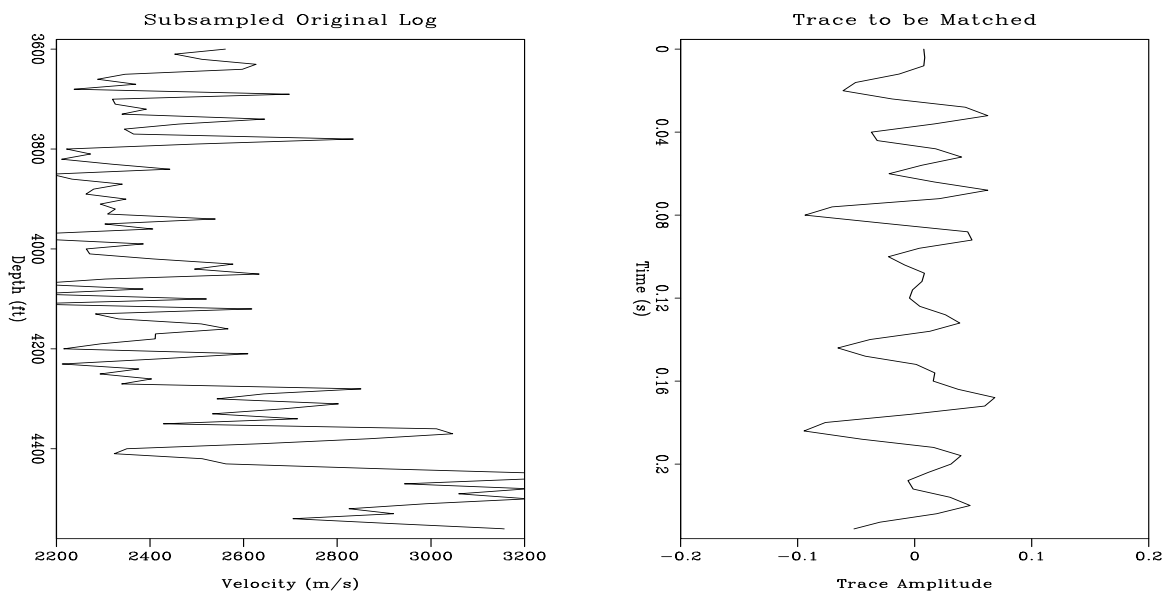 Subsampled Original Log
3600
3800
4000
4200
4400
Depth (ft)
2200 2400 2600 2800 3000 3200
Velocity (m/s)
Trace to be Matched
0
0.04
0.08
0.12
0.16
0.2
Time (s)
−0.2 −0.1 0 0.1 0.2
Trace Amplitude